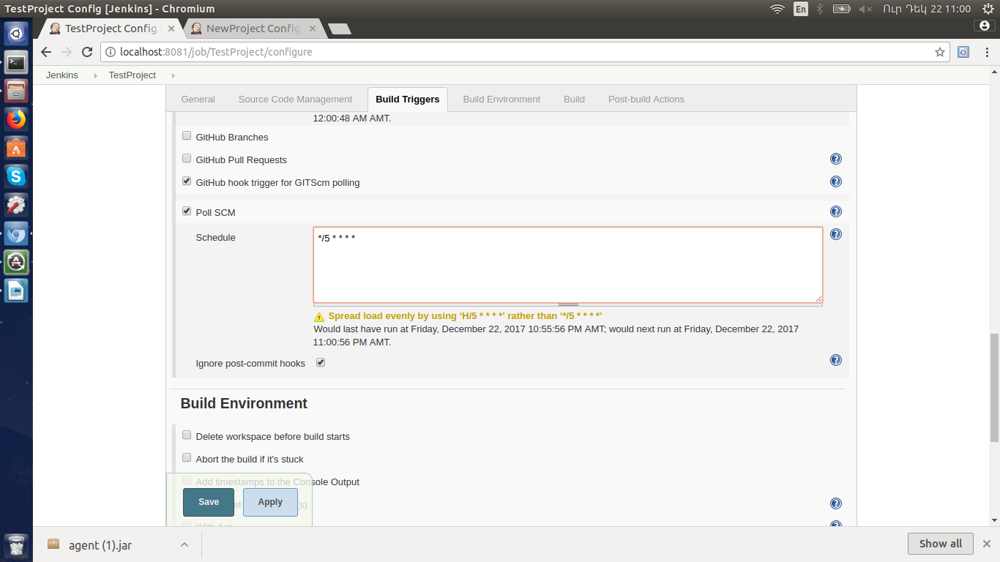 TestProject Config [Jenkins] - Chromium
En
Ուր Դեկ 22 11:00
TestProject Config
NewProject Config
localhost:8081/job/TestProject/configure
Jenkins
TestProject
General
Source Code Management
Build Triggers
Build Environment
Build
Post-build Actions
12:00:48 AM AMT.
GitHub Branches
GitHub Pull Requests
GitHub hook trigger for GITScm polling
Poll SCM
Schedule
*/5 * * * *
Spread load evenly by using ‘H/5 * * * *’ rather than ‘*/5 * * * *’
Would last have run at Friday, December 22, 2017 10:55:56 PM AMT; would next run at Friday, December 22, 2017
11:00:56 PM AMT.
Ignore post-commit hooks
Build Environment
Delete workspace before build starts
Abort the build if it's stuck
Add timestamps to the Console Output
Save
Apply
With Ant
agent (1).jar
Show all